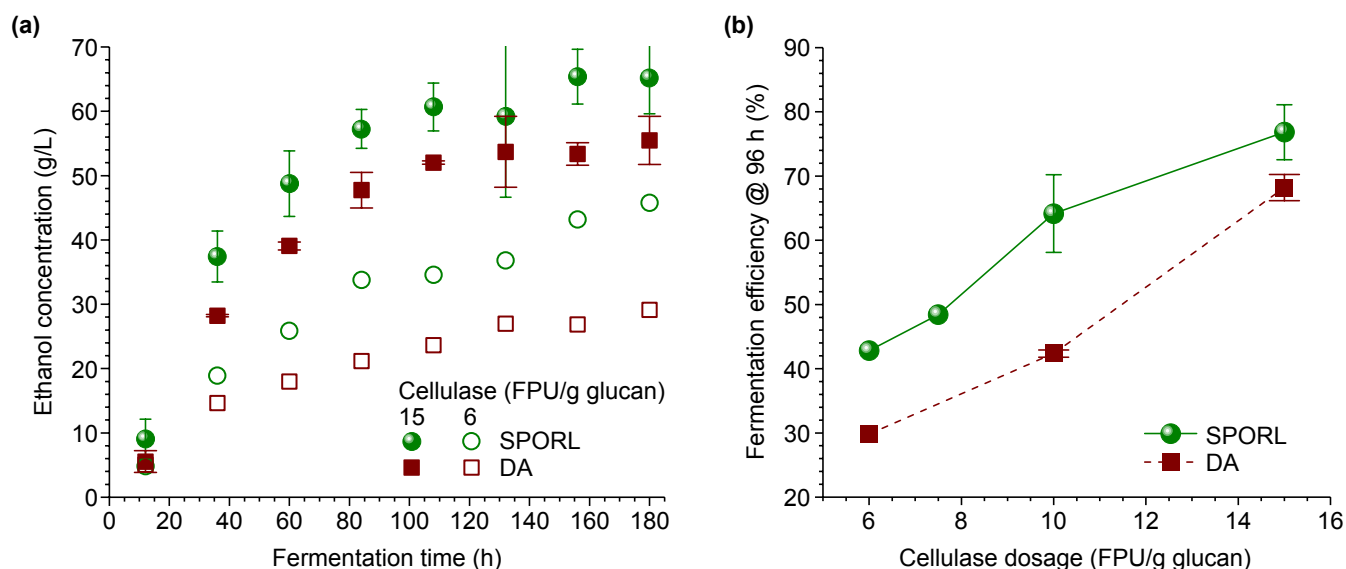 (a)
70
60
50
40
30
20
10
0
Ethanol concentration (g/L)
0 20 40 60 80 100 120 140 160 180
Fermentation time (h)
Cellulase (FPU/g glucan)
15 6
SPORL
DA
(b)
90
80
70
60
50
40
30
20
Fermentation efficiency @ 96 h (%)
6 8 10 12 14 16
Cellulase dosage (FPU/g glucan)
SPORL
DA